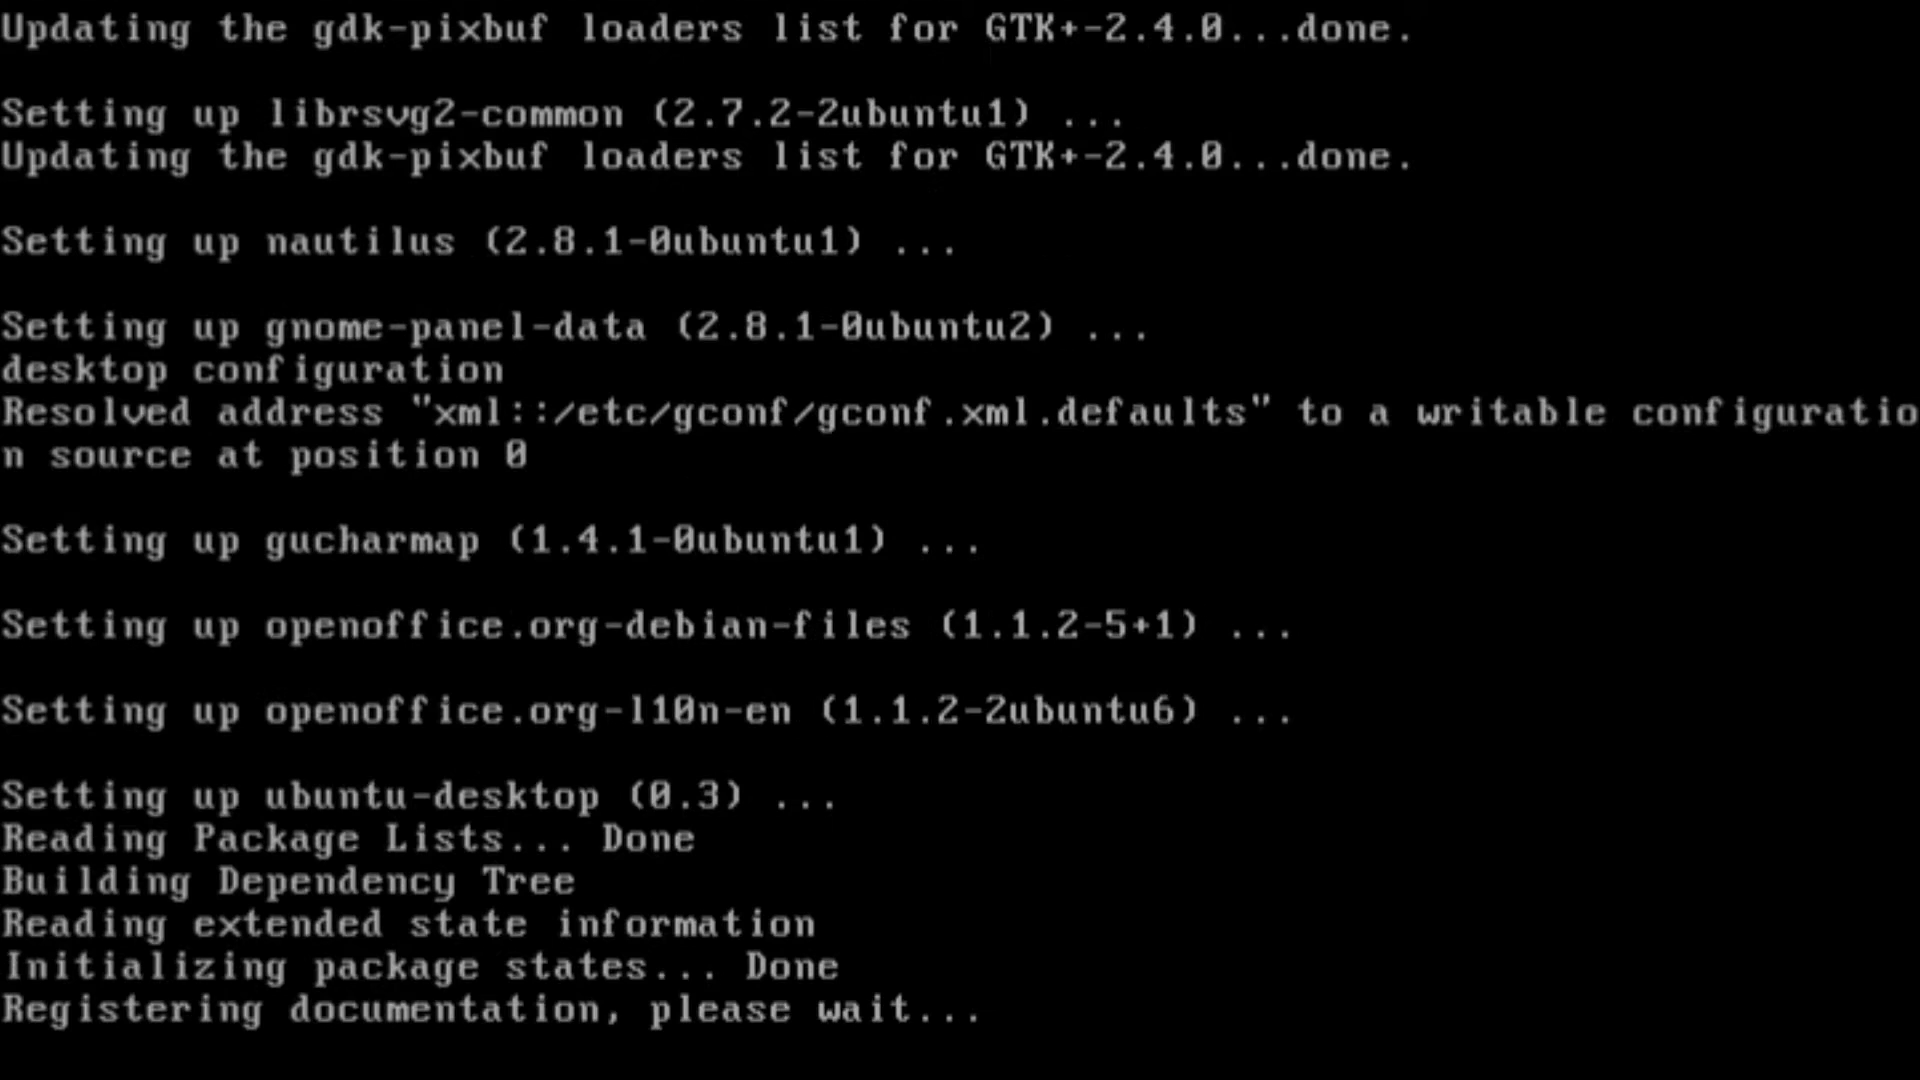 Updating the gdk-pixbuf loaders list for GTK+-2.4.0...done.
Setting up librsvg2-common (2.7.2-2ubuntu1) ...
Updating the gdk-pixbuf loaders list for GTK+-2.4.0...done.
Setting up nautilus (2.8.1-0ubuntu1) ...
Setting up gnome-panel-data (2.8.1-0ubuntu2) ...
desktop configuration
Resolved address "xml::/etc/gconf/gconf.xml.defaults" to a writable configuratio
n source at position 0
Setting up gucharmap (1.4.1-0ubuntu1) ...
Setting up openoffice.org-debian-files (1.1.2-5+1) ...
Setting up openoffice.org-l10n-en (1.1.2-2ubuntu6) ...
Setting up ubuntu-desktop (0.3) ...
Reading Package Lists... Done
Building Dependency Tree
Reading extended state information
Initializing package states... Done
Registering documentation, please wait...